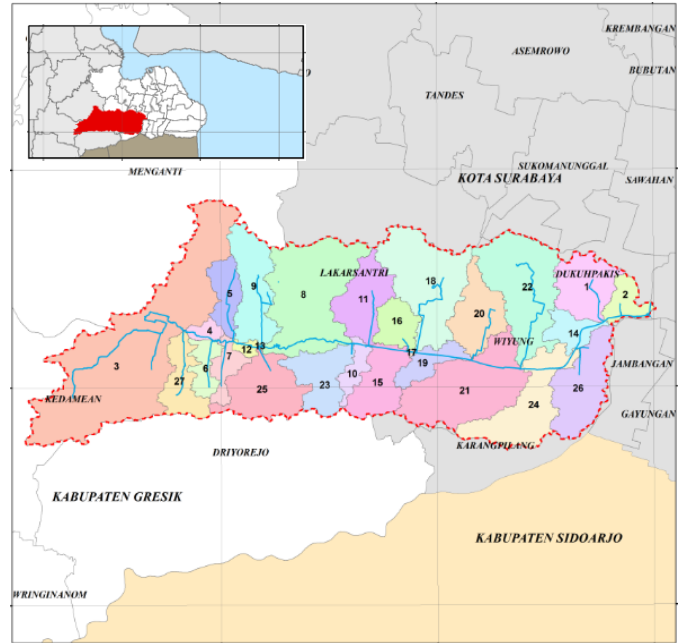 KREMBANGAN
ASEMROWO
BUBUTAN
TANDES
SUKOMANUNGGAL
MENGANTI
KOTA SURABAYA
SAWAHAN
LAKARSANTRI
DUKUHPAKIS
5
9
8
11
18
22
1
2
16
20
4
14
WIYUNG
12
13
17
3
6
7
10
19
JAMBANGAN
27
25
23
15
21
26
KEDAMEAN
24
GAYUNGAN
DRIYOREJO
KARANGPILANG
KABUPATEN GRESIK
KABUPATEN SIDOARJO
WRINGINANOM